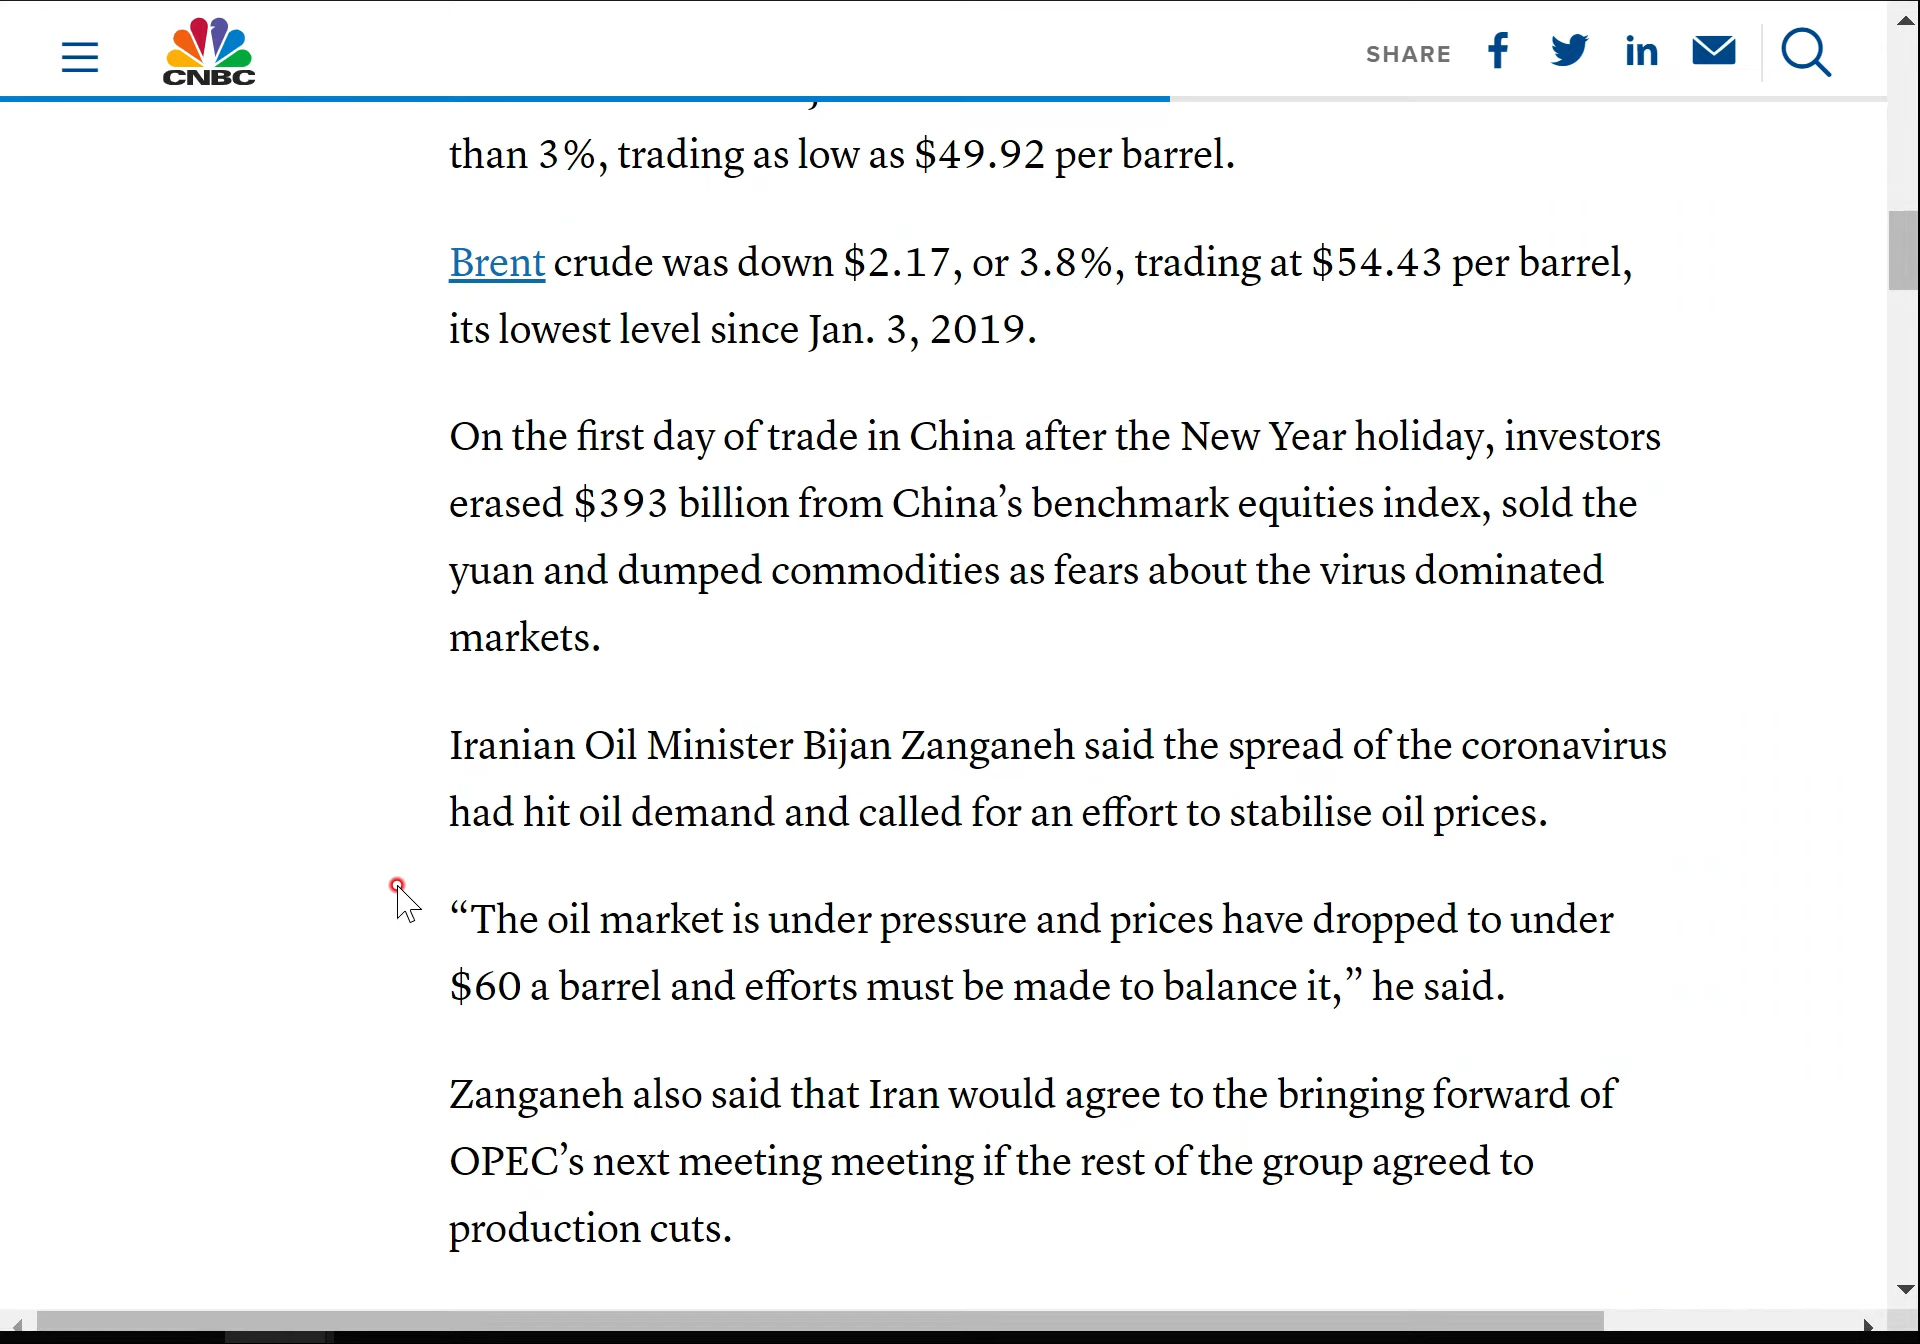 CNBC
SHARE
than 3%, trading as low as $49.92 per barrel.
Brent crude was down $2.17, or 3.8%, trading at $54.43 per barrel,
its lowest level since Jan. 3, 2019.
On the first day of trade in China after the New Year holiday, investors
erased $393 billion from China’s benchmark equities index, sold the
yuan and dumped commodities as fears about the virus dominated
markets.
Iranian Oil Minister Bijan Zanganeh said the spread of the coronavirus
had hit oil demand and called for an effort to stabilise oil prices.
“The oil market is under pressure and prices have dropped to under
$60 a barrel and efforts must be made to balance it,” he said.
Zanganeh also said that Iran would agree to the bringing forward of
OPEC’s next meeting meeting if the rest of the group agreed to
production cuts.